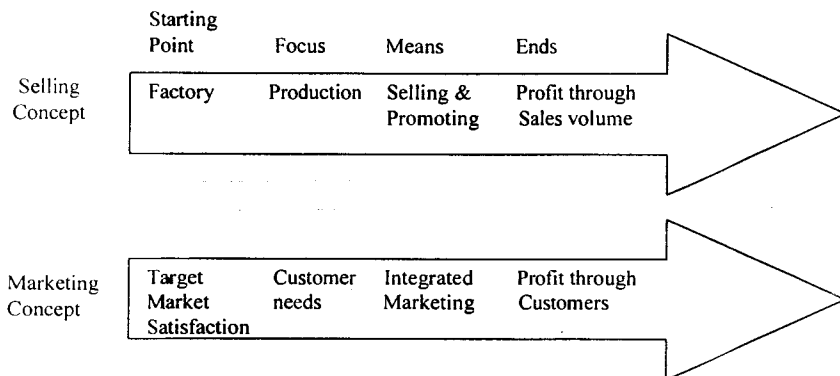 Starting
Point Focus Means Ends
Selling
Concept
Factory Production Selling & Profit through
Promoting Sales volume
Marketing
Concept
Target Customer Integrated Profit through
Market needs Marketing Customers
Satisfaction